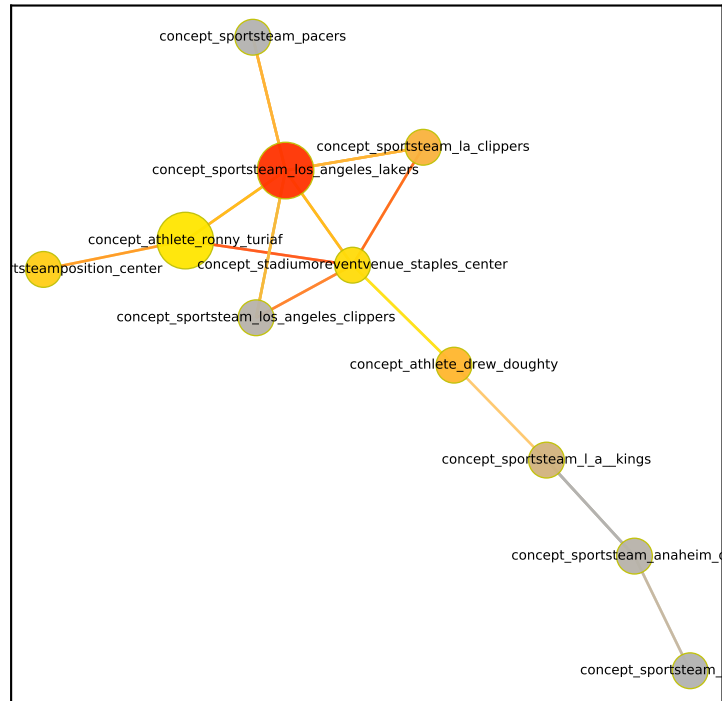 concept_sportsteam_pacers
concept_sportsteam_la_clippers
concept_sportsteam_los_angeles_lakers
concept_athlete_ronny_turiaf
concept_stadiumoreventvenue_staples_center
rtsteamposition_center
concept_sportsteam_los_angeles_clippers
concept_athlete_drew_doughty
concept_sportsteam_l_a__kings
concept_sportsteam_anaheim_
concept_sportsteam_